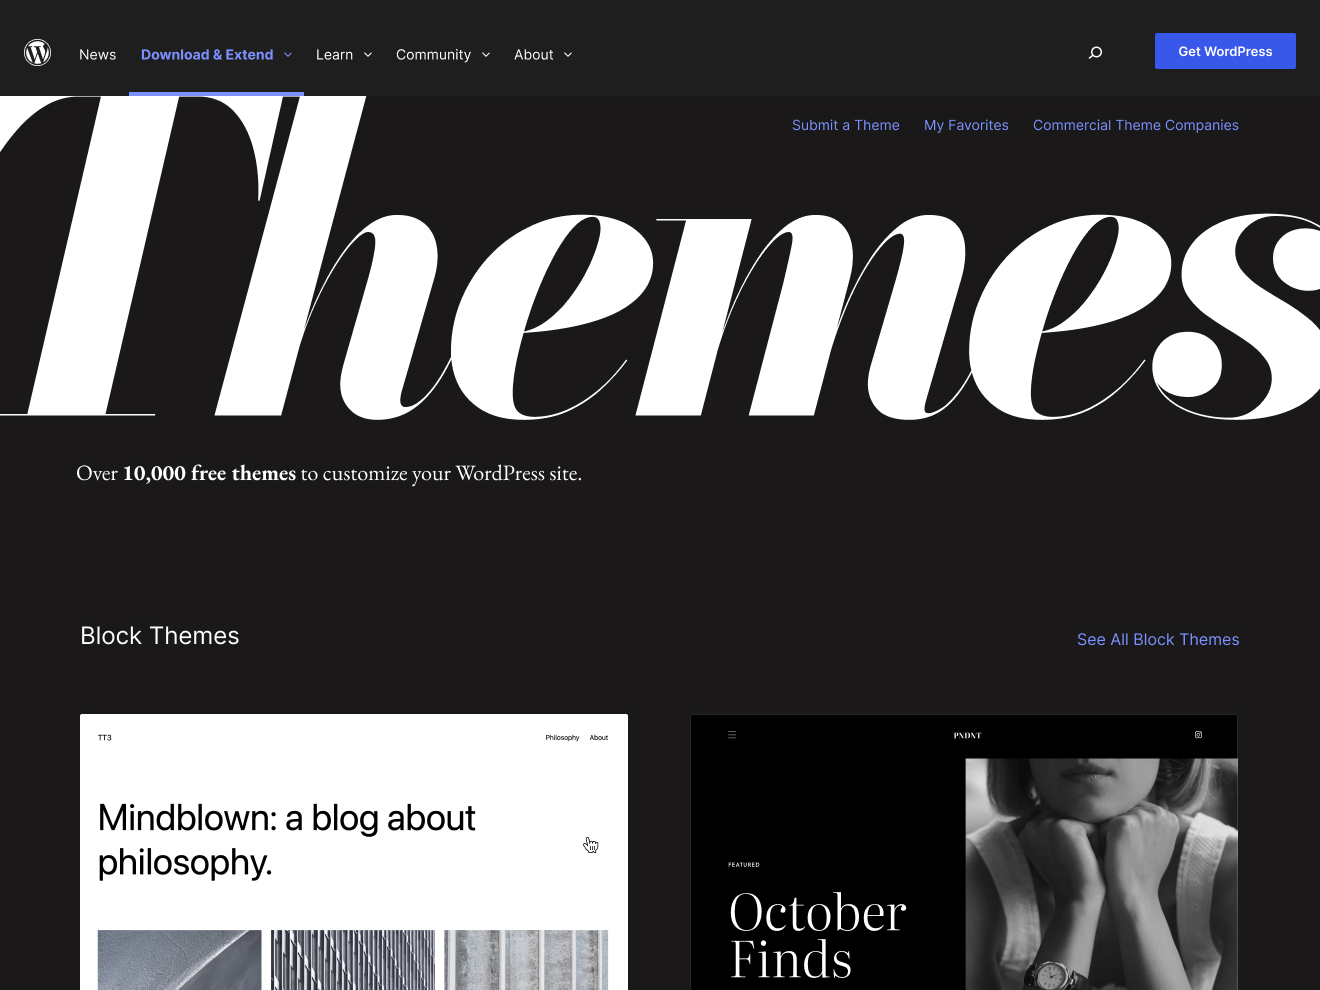 News Download & Extend Learn Community About Get WordPress
Submit a Theme My Favorites Commercial Theme Companies
Themes
Over 10,000 free themes to customize your WordPress site.
Block Themes See All Block Themes
TT3 Philosophy About
Mindblown: a blog about
philosophy.
PNDNT
FEATURED
October
Finds